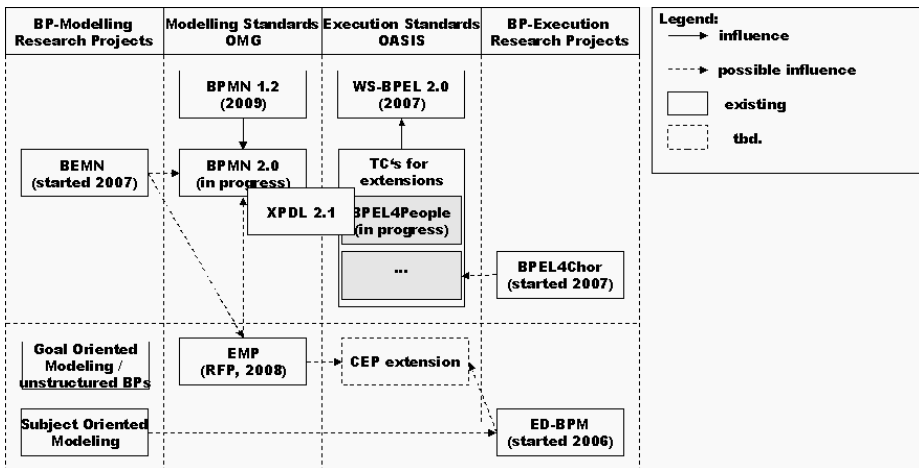 BP-Modelling
Research Projects
Modelling Standards
OMG
Execution Standards
OASIS
BP-Execution
Research Projects
Legend:
influence
possible influence
existing
tbd.
BPMN 1.2
(2009)
WS-BPEL 2.0
(2007)
BEMN
(started 2007)
BPMN 2.0
(in progress)
TC's for
extensions
XPDL 2.1
BPEL4People
(in progress)
...
BPEL4Chor
(started 2007)
Goal Oriented
Modeling /
unstructured BPs
EMP
(RFP, 2008)
CEP extension
Subject Oriented
Modeling
ED-BPM
(started 2006)